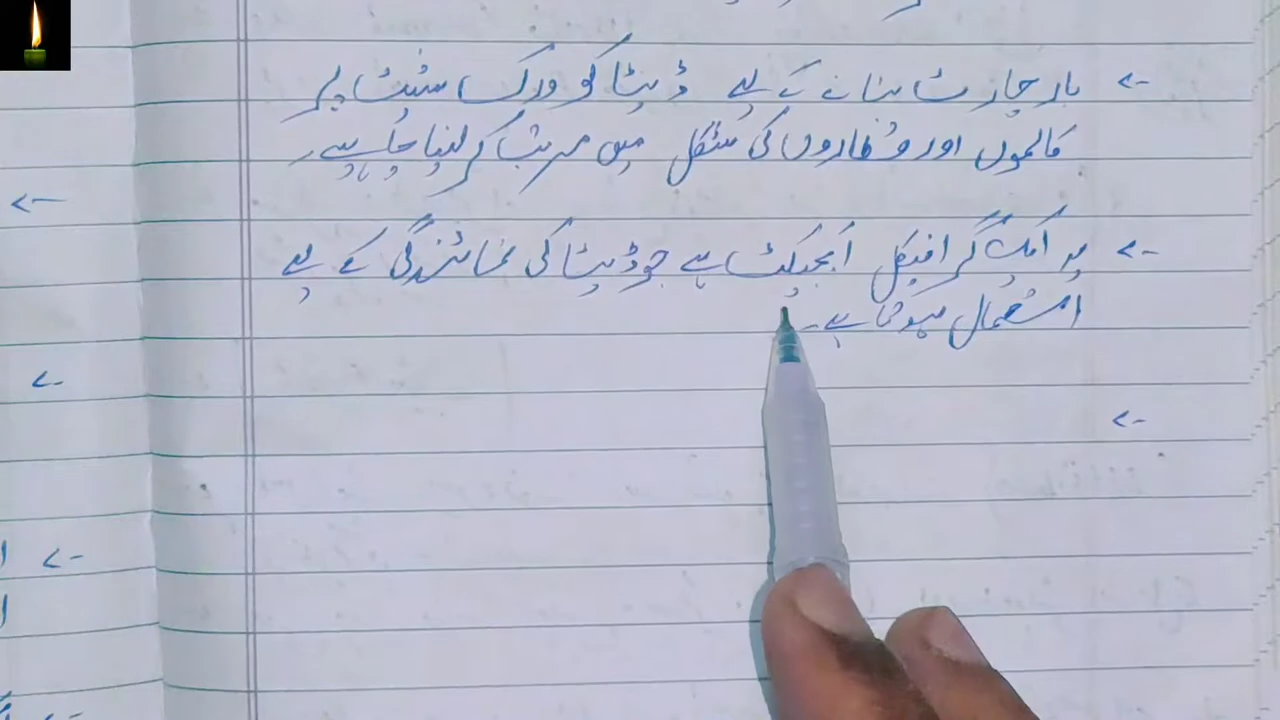 <- بار چارٹ بنانے کے لیے ڈیٹا کو ورک شیٹ پر
کالموں اور قطاروں کی شکل میں مرتب کر لینا چاہیے۔
<- یہ ایک گرافیکل آبجیکٹ ہے جو ڈیٹا کی نمائندگی کے لیے
استعمال ہوتا ہے۔
<-